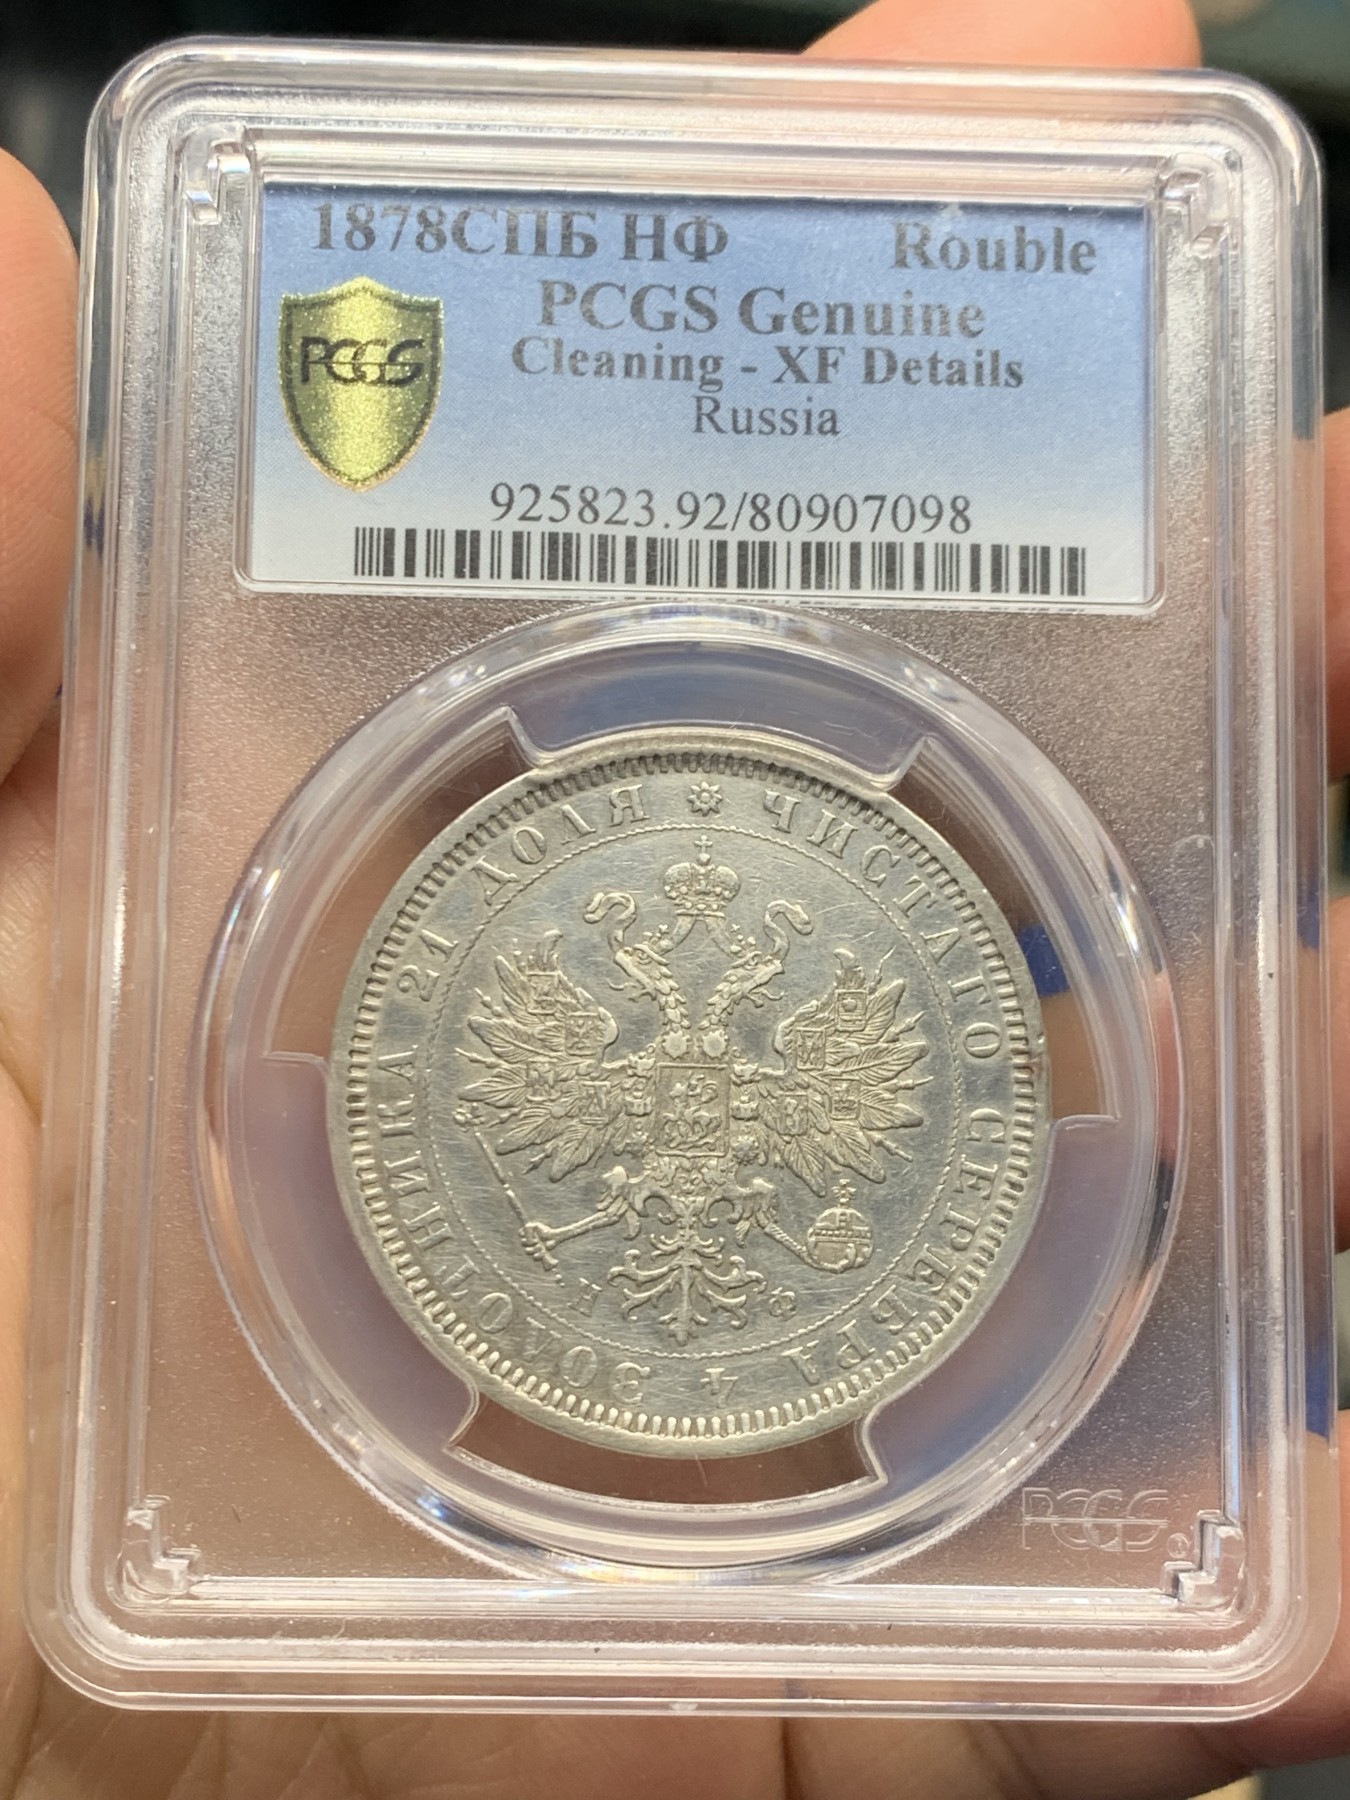 1878СПБ НФ Rouble
PCGS Genuine
Cleaning - XF Details
Russia
PCGS
925823.92/80907098
ЧИСТАГО СЕРЕБРА 4 ЗОЛОТНИКА 21 ДОЛЯ
Н Ф
PCGS